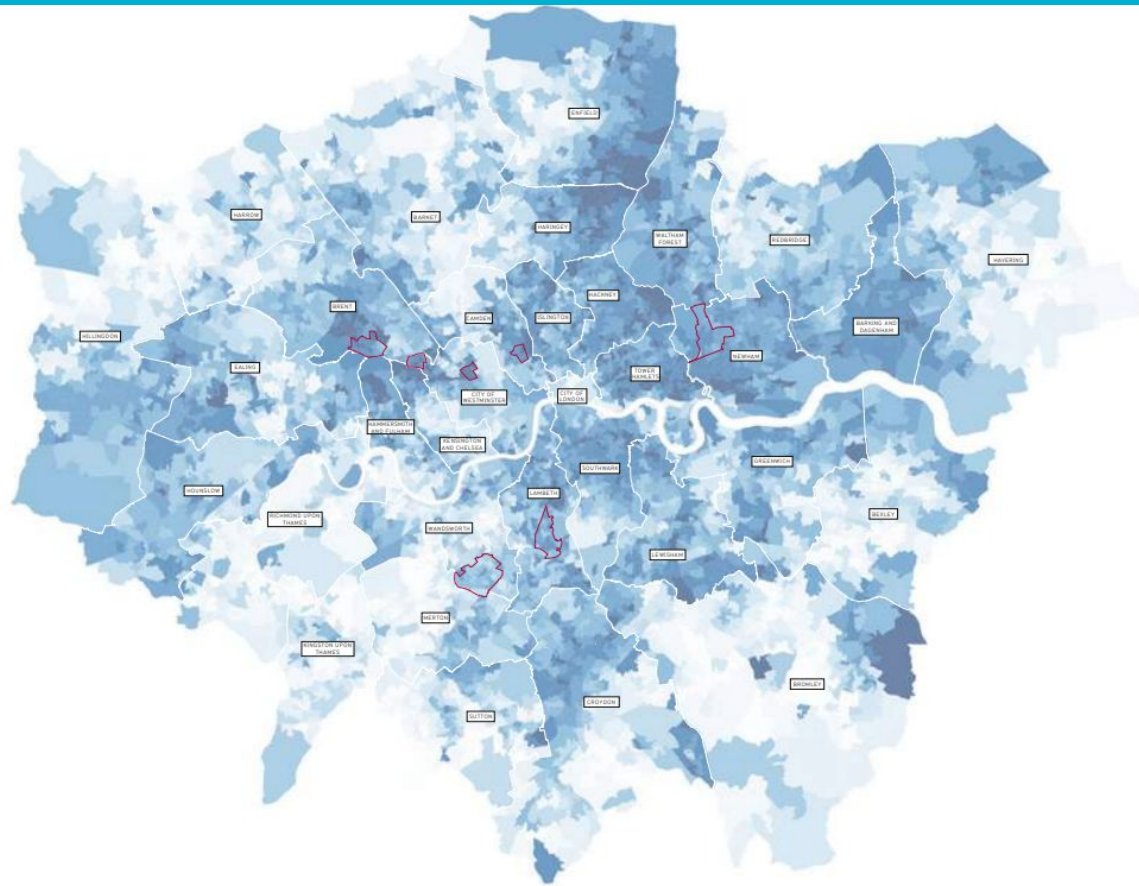 ENFIELD
HARROW
BARNET
HARINGEY
WALTHAM
FOREST
REDBRIDGE
HAVERING
HILLINGDON
BRENT
CAMDEN
ISLINGTON
HACKNEY
BARKING AND
DAGENHAM
EALING
NEWHAM
TOWER
HAMLETS
CITY OF
WESTMINSTER
CITY OF
LONDON
HAMMERSMITH
AND FULHAM
KENSINGTON
AND CHELSEA
SOUTHWARK
GREENWICH
HOUNSLOW
LAMBETH
RICHMOND UPON
THAMES
WANDSWORTH
BEXLEY
LEWISHAM
MERTON
KINGSTON UPON
THAMES
BROMLEY
SUTTON
CROYDON